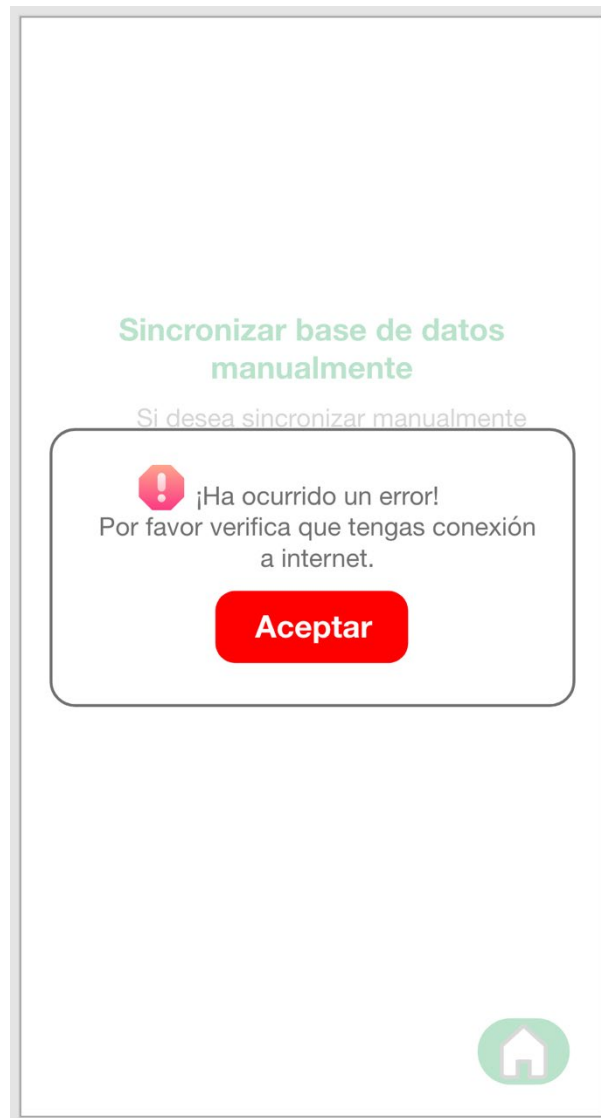 Sincronizar base de datos
manualmente
Si desea sincronizar manualmente
¡Ha ocurrido un error!
Por favor verifica que tengas conexión
a internet.
Aceptar